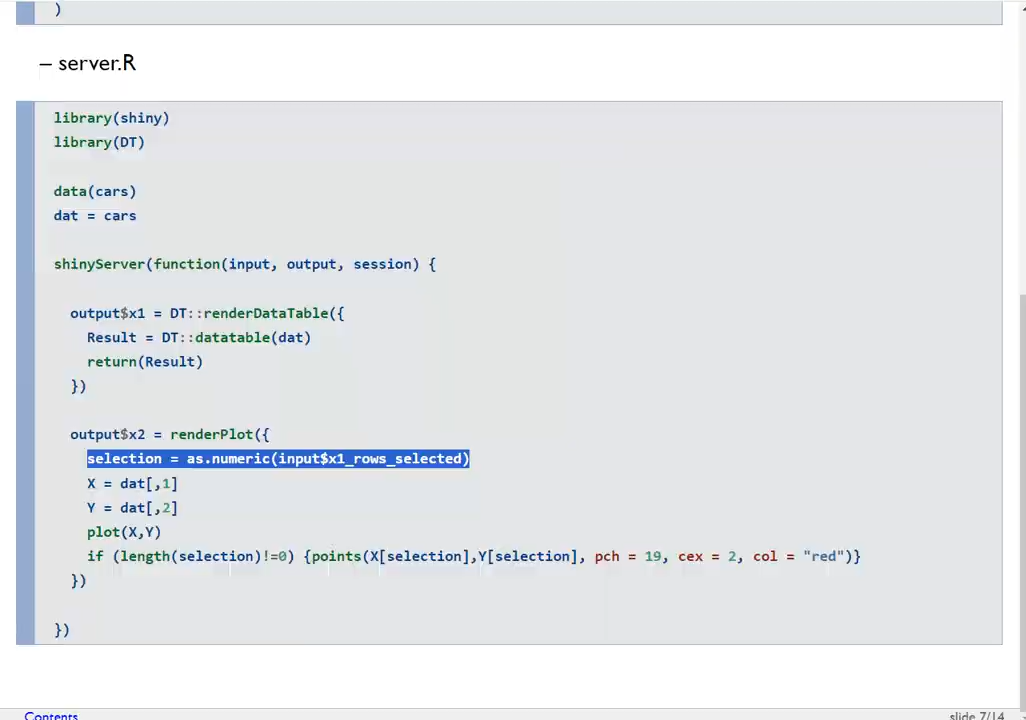 )
– server.R
library(shiny)
library(DT)
data(cars)
dat = cars
shinyServer(function(input, output, session) {
output$x1 = DT::renderDataTable({
Result = DT::datatable(dat)
return(Result)
})
output$x2 = renderPlot({
selection = as.numeric(input$x1_rows_selected)
X = dat[,1]
Y = dat[,2]
plot(X,Y)
if (length(selection)!=0) {points(X[selection],Y[selection], pch = 19, cex = 2, col = "red")}
})
})
Contents
slide 7/14